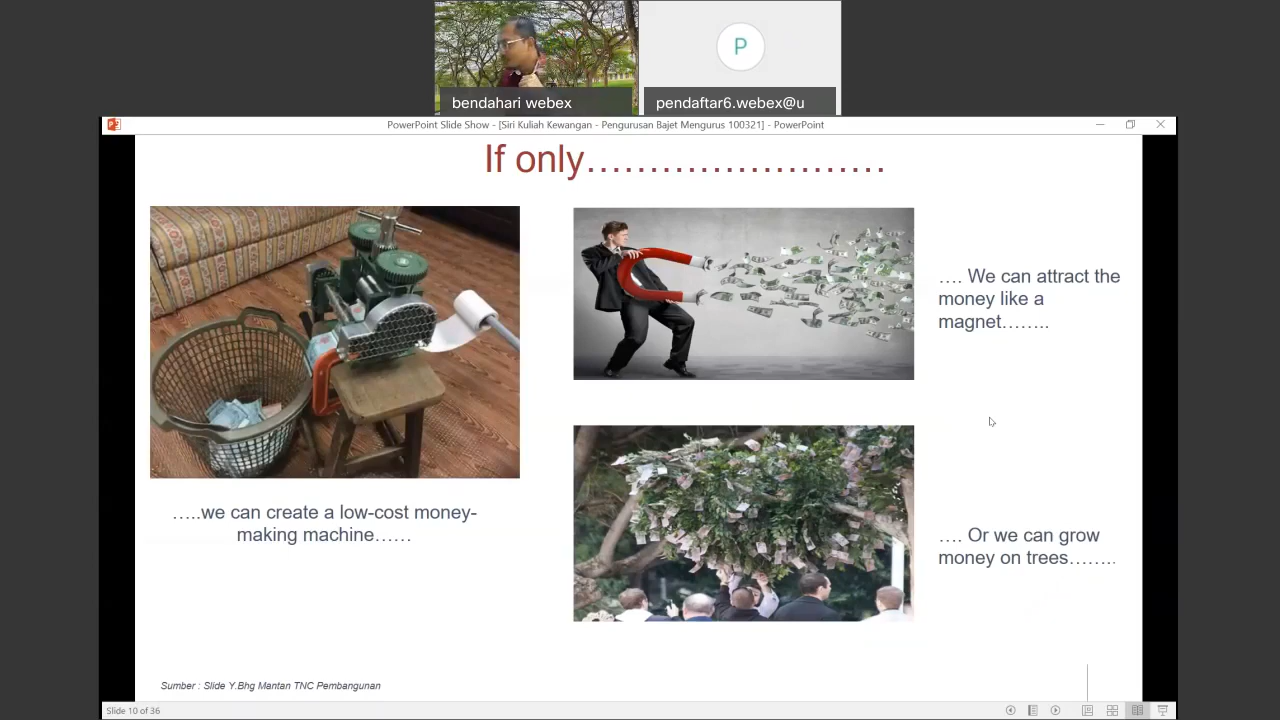 bendahari webex
P
pendaftar6.webex@u
PowerPoint Slide Show - [Siri Kuliah Kewangan - Pengurusan Bajet Mengurus 100321] - PowerPoint
If only……………………
…. We can attract the
money like a
magnet……..
…..we can create a low-cost money-
making machine……
…. Or we can grow
money on trees……..
Sumber : Slide Y.Bhg Mantan TNC Pembangunan
Slide 10 of 36